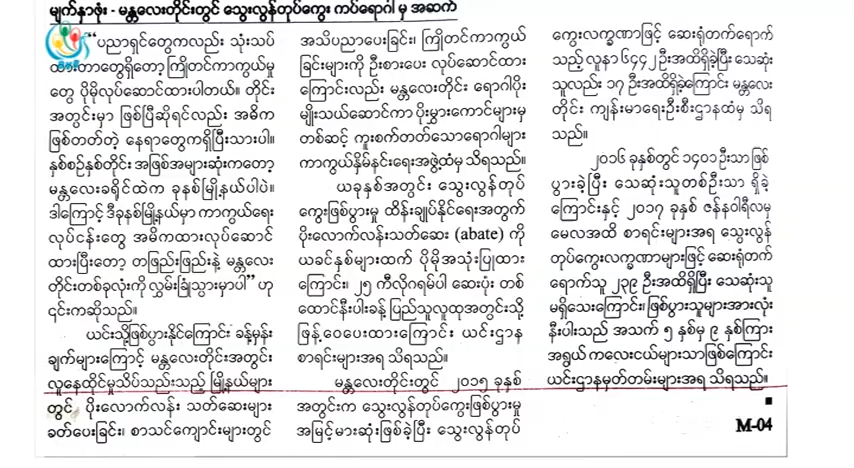 မျက်နှာဖုံး - မန္တလေးတိုင်းတွင် သွေးလွန်တုပ်ကွေး ကပ်ရောဂါ မှ အဆက်
“ပညာရှင်တွေကလည်း သုံးသပ်
ထားတာတွေရှိတော့ ကြိုတင်ကာကွယ်မှု
တွေ ပိုမိုလုပ်ဆောင်ထားပါတယ်။ တိုင်း
အတွင်းမှာ ဖြစ်ပြီဆိုရင်လည်း အဓိက
ဖြစ်တတ်တဲ့ နေရာတွေကရှိပြီးသားပါ။
နှစ်စဉ်နှစ်တိုင်း အဖြစ်အများဆုံးကတော့
မန္တလေးခရိုင်ထဲက ခုနစ်မြို့နယ်ပါပဲ။
ဒါကြောင့် ဒီခုနစ်မြို့နယ်မှာ ကာကွယ်ရေး
လုပ်ငန်းတွေ အဓိကထားလုပ်ဆောင်
ထားပြီးတော့ တဖြည်းဖြည်းနဲ့ မန္တလေး
တိုင်းတစ်ခုလုံးကို လွှမ်းခြုံသွားမှာပါ” ဟု
၎င်းကဆိုသည်။
ယင်းသို့ဖြစ်ပွားနိုင်ကြောင်း ခန့်မှန်း
ချက်များကြောင့် မန္တလေးတိုင်းအတွင်း
လူနေထိုင်မှုသိပ်သည်းသည့် မြို့နယ်များ
တွင် ပိုးလောက်လန်း သတ်ဆေးများ
ခတ်ပေးခြင်း၊ စာသင်ကျောင်းများတွင်
အသိပညာပေးခြင်း၊ ကြိုတင်ကာကွယ်
ခြင်းများကို ဦးစားပေး လုပ်ဆောင်ထား
ကြောင်းလည်း မန္တလေးတိုင်း ရောဂါပိုး
မျိုးသယ်ဆောင်ကာ ပိုးမွှားကောင်များမှ
တစ်ဆင့် ကူးစက်တတ်သောရောဂါများ
ကာကွယ်နှိမ်နင်းရေးအဖွဲ့ထံမှ သိရသည်။
ယခုနှစ်အတွင်း သွေးလွန်တုပ်
ကွေးဖြစ်ပွားမှု ထိန်းချုပ်နိုင်ရေးအတွက်
ပိုးလောက်လန်းသတ်ဆေး (abate) ကို
ယခင်နှစ်များထက် ပိုမိုအသုံးပြုထား
ကြောင်း၊ ၂၅ ကီလိုဂရမ်ပါ ဆေးပုံး တစ်
ထောင်နီးပါးခန့် ပြည်သူလူထုအတွင်းသို့
ဖြန့်ဝေပေးထားကြောင်း ယင်းဌာန
စာရင်းများအရ သိရသည်။
မန္တလေးတိုင်းတွင် ၂၀၁၅ ခုနှစ်
အတွင်းက သွေးလွန်တုပ်ကွေးဖြစ်ပွားမှု
အမြင့်မားဆုံးဖြစ်ခဲ့ပြီး သွေးလွန်တုပ်
ကွေးလက္ခဏာဖြင့် ဆေးရုံတက်ရောက်
သည့် လူနာ ၆၄၄၂ ဦးအထိရှိခဲ့ပြီး သေဆုံး
သူလည်း ၁၇ ဦးအထိရှိခဲ့ကြောင်း မန္တလေး
တိုင်း ကျန်းမာရေးဦးစီးဌာနထံမှ သိရ
သည်။
၂၀၁၆ ခုနှစ်တွင် ၁၄၀၁ ဦးသာ ဖြစ်
ပွားခဲ့ပြီး သေဆုံးသူတစ်ဦးသာ ရှိခဲ့
ကြောင်းနှင့် ၂၀၁၇ ခုနှစ် ဇန်နဝါရီလမှ
မေလအထိ စာရင်းများအရ သွေးလွန်
တုပ်ကွေးလက္ခဏာများဖြင့် ဆေးရုံတက်
ရောက်သူ ၂၃၉ ဦးအထိရှိပြီး သေဆုံးသူ
မရှိသေးကြောင်း၊ ဖြစ်ပွားသူများအားလုံး
နီးပါးသည် အသက် ၅ နှစ်မှ ၉ နှစ်ကြား
အရွယ် ကလေးငယ်များသာဖြစ်ကြောင်း
ယင်းဌာနမှတ်တမ်းများအရ သိရသည်။
M-04